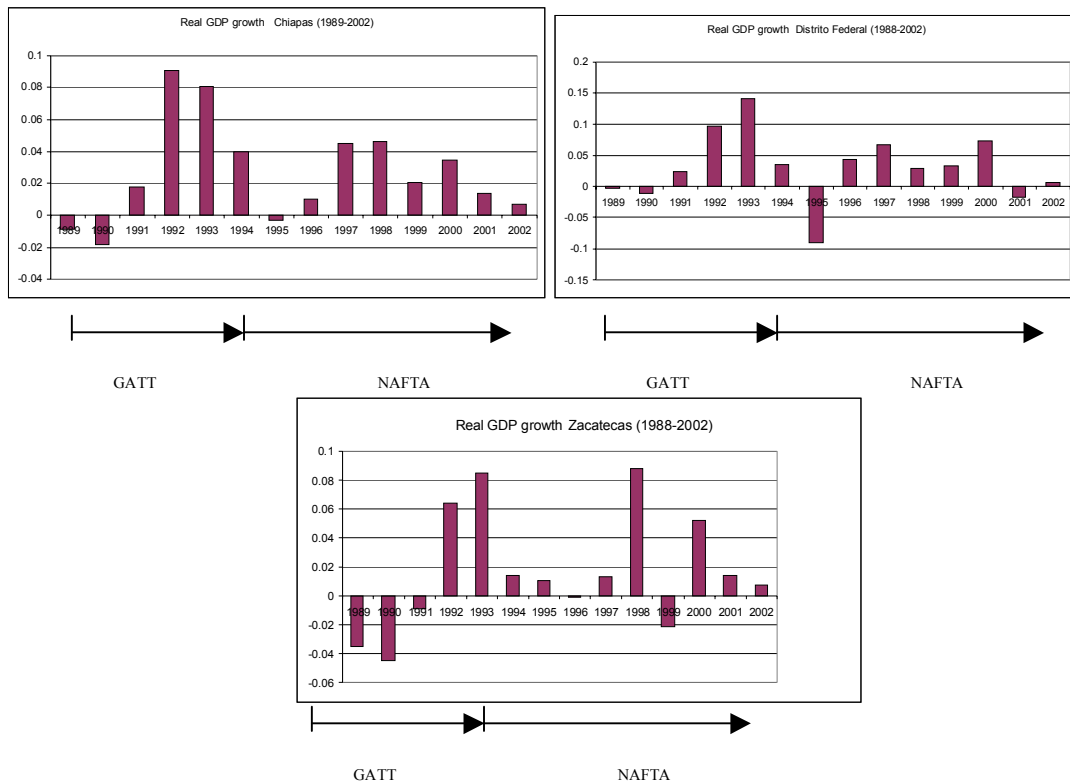 Real GDP growth Chiapas (1989-2002)
0.1
0.08
0.06
0.04
0.02
0
-0.02
-0.04
1989 1990 1991 1992 1993 1994 1995 1996 1997 1998 1999 2000 2001 2002
GATT NAFTA
Real GDP growth Distrito Federal (1988-2002)
0.2
0.15
0.1
0.05
0
-0.05
-0.1
-0.15
1989 1990 1991 1992 1993 1994 1995 1996 1997 1998 1999 2000 2001 2002
GATT NAFTA
Real GDP growth Zacatecas (1988-2002)
0.1
0.08
0.06
0.04
0.02
0
-0.02
-0.04
-0.06
1989 1990 1991 1992 1993 1994 1995 1996 1997 1998 1999 2000 2001 2002
GATT NAFTA